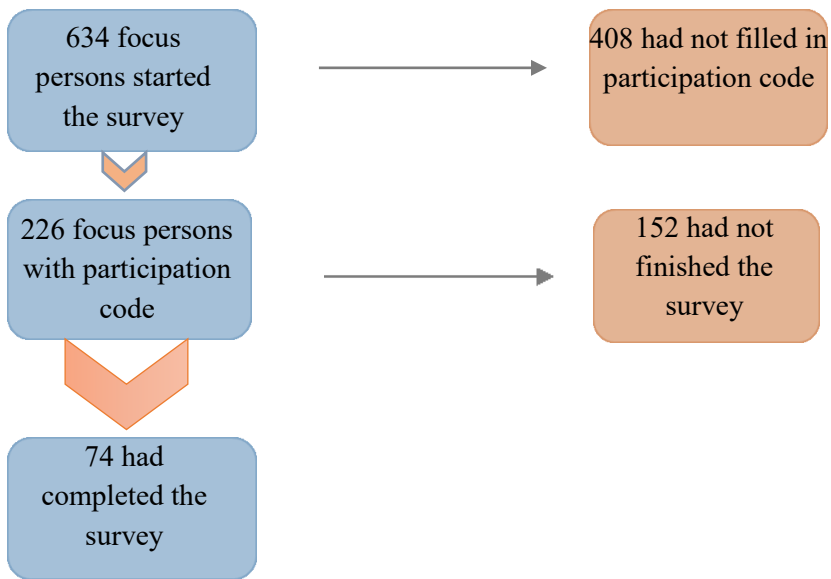 634 focus
persons started
the survey
408 had not filled in
participation code
226 focus persons
with participation
code
152 had not
finished the
survey
74 had
completed the
survey